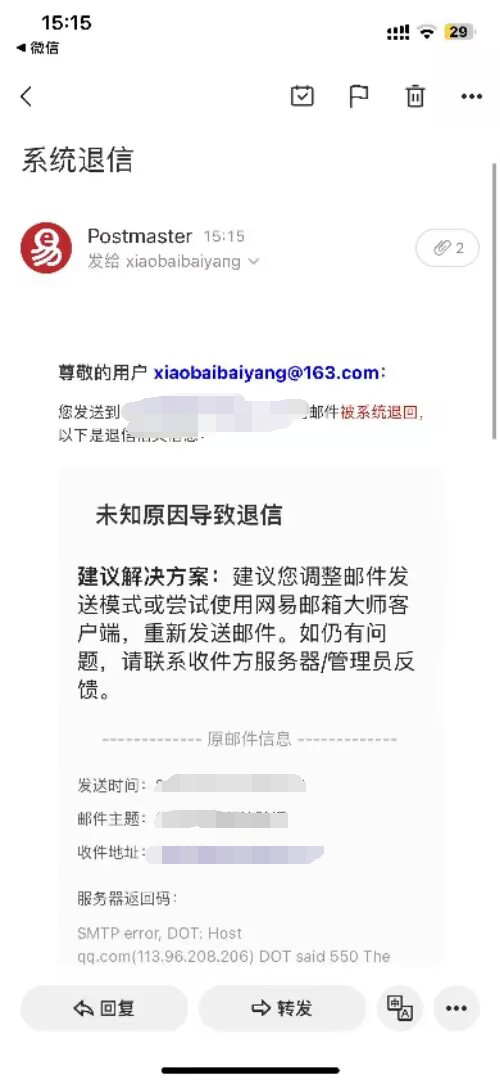 15:15
29
◀ 微信
系统退信
易
Postmaster 15:15
发给 xiaobaibaiyang
2
尊敬的用户 xiaobaibaiyang@163.com：
您发送到 邮件被系统退回，
以下是退信相关信息：
未知原因导致退信
建议解决方案：建议您调整邮件发
送模式或尝试使用网易邮箱大师客
户端，重新发送邮件。如仍有问
题，请联系收件方服务器/管理员反
馈。
------------- 原邮件信息 -------------
发送时间：
邮件主题：
收件地址：
服务器返回码：
SMTP error, DOT: Host
qq.com(113.96.208.206) DOT said 550 The
回复
转发
中A